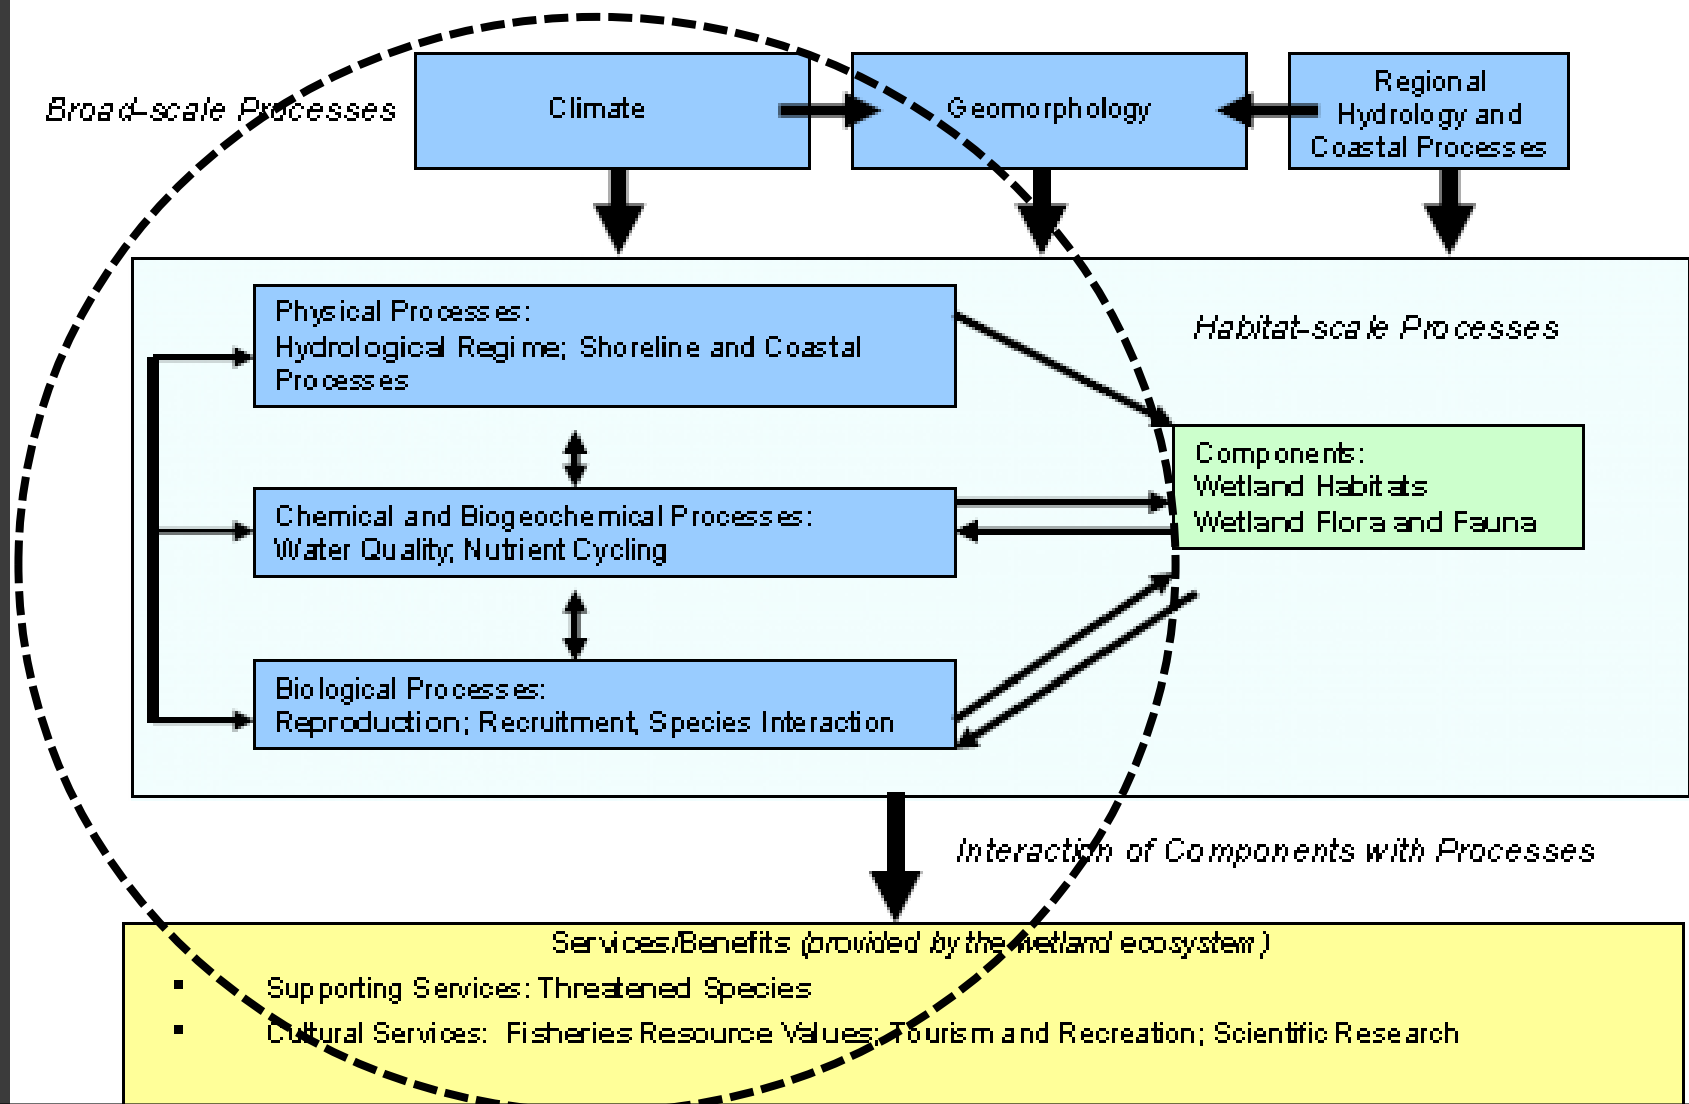 Broad-scale Processes
Climate
Geomorphology
Regional
Hydrology and
Coastal Processes
Physical Processes:
Hydrological Regime; Shoreline and Coastal
Processes
Habitat-scale Processes
Components:
Wetland Habitats
Wetland Flora and Fauna
Chemical and Biogeochemical Processes:
Water Quality; Nutrient Cycling
Biological Processes:
Reproduction; Recruitment, Species Interaction
Interaction of Components with Processes
Services/Benefits (provided by the wetland ecosystem)
▪ Supporting Services: Threatened Species
▪ Cultural Services: Fisheries Resource Values; Tourism and Recreation; Scientific Research